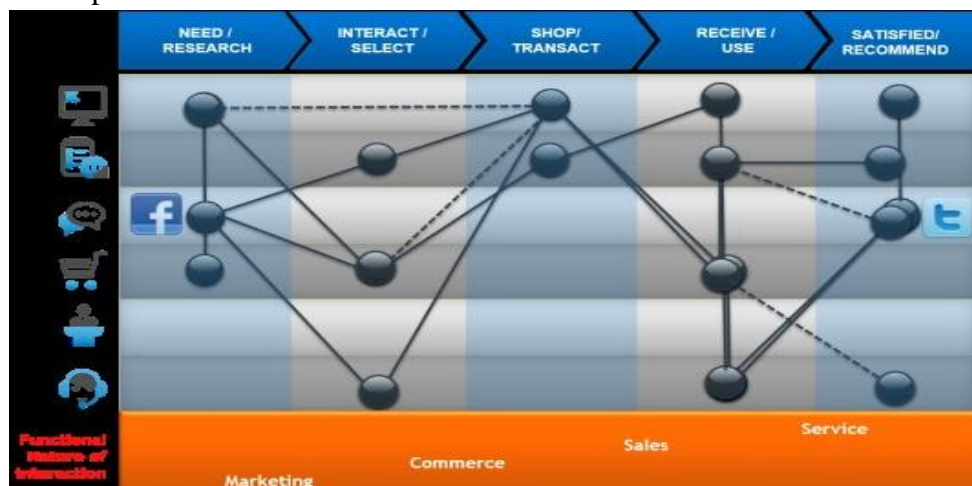 NEED /
RESEARCH
INTERACT /
SELECT
SHOP/
TRANSACT
RECEIVE /
USE
SATISFIED/
RECOMMEND
f
t
Service
Sales
Commerce
Marketing
Functional
Nature of
Interaction